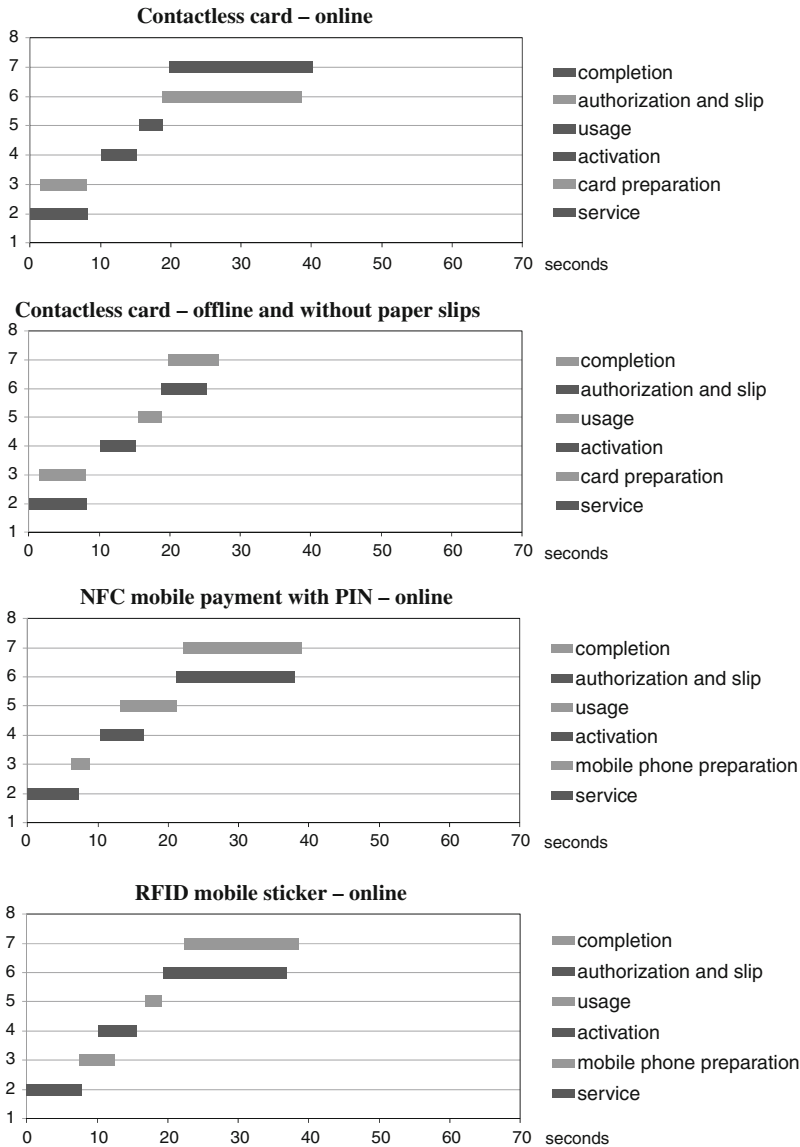 Contactless card – online
8
7
6
5
4
3
2
1
0 10 20 30 40 50 60 70 seconds
completion
authorization and slip
usage
activation
card preparation
service
Contactless card – offline and without paper slips
8
7
6
5
4
3
2
1
0 10 20 30 40 50 60 70 seconds
completion
authorization and slip
usage
activation
card preparation
service
NFC mobile payment with PIN – online
8
7
6
5
4
3
2
1
0 10 20 30 40 50 60 70 seconds
completion
authorization and slip
usage
activation
mobile phone preparation
service
RFID mobile sticker – online
8
7
6
5
4
3
2
1
0 10 20 30 40 50 60 70 seconds
completion
authorization and slip
usage
activation
mobile phone preparation
service